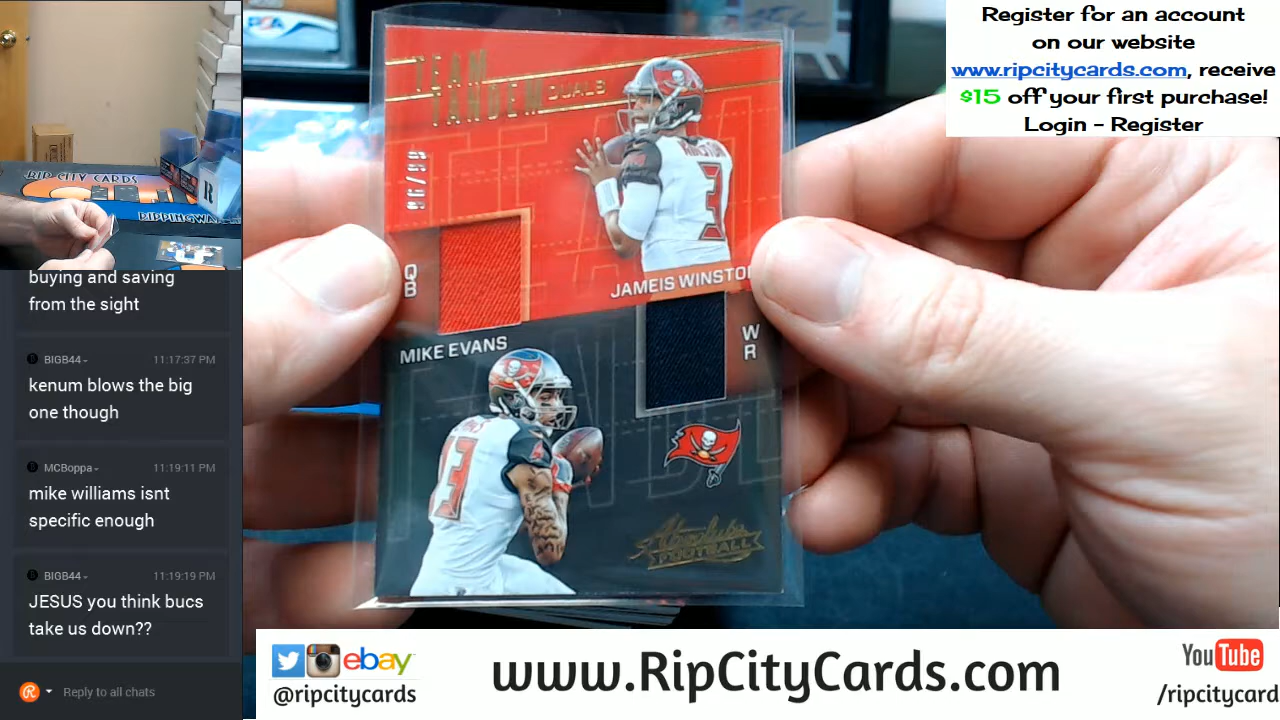 Register for an account
on our website
www.ripcitycards.com, receive
$15 off your first purchase!
Login - Register
RIP CITY CARDS
buying and saving
from the sight
BIGB44
11:17:37 PM
kenum blows the big
one though
MCBoppa
11:19:11 PM
mike williams isnt
specific enough
BIGB44
11:19:19 PM
JESUS you think bucs
take us down??
Reply to all chats
TEAM
TANDEM DUALS
WINSTON
3
QB
JAMEIS WINSTON
MIKE EVANS
WR
13
Absolute
FOOTBALL
ebay
@ripcitycards
www.RipCityCards.com
YouTube
/ripcitycard